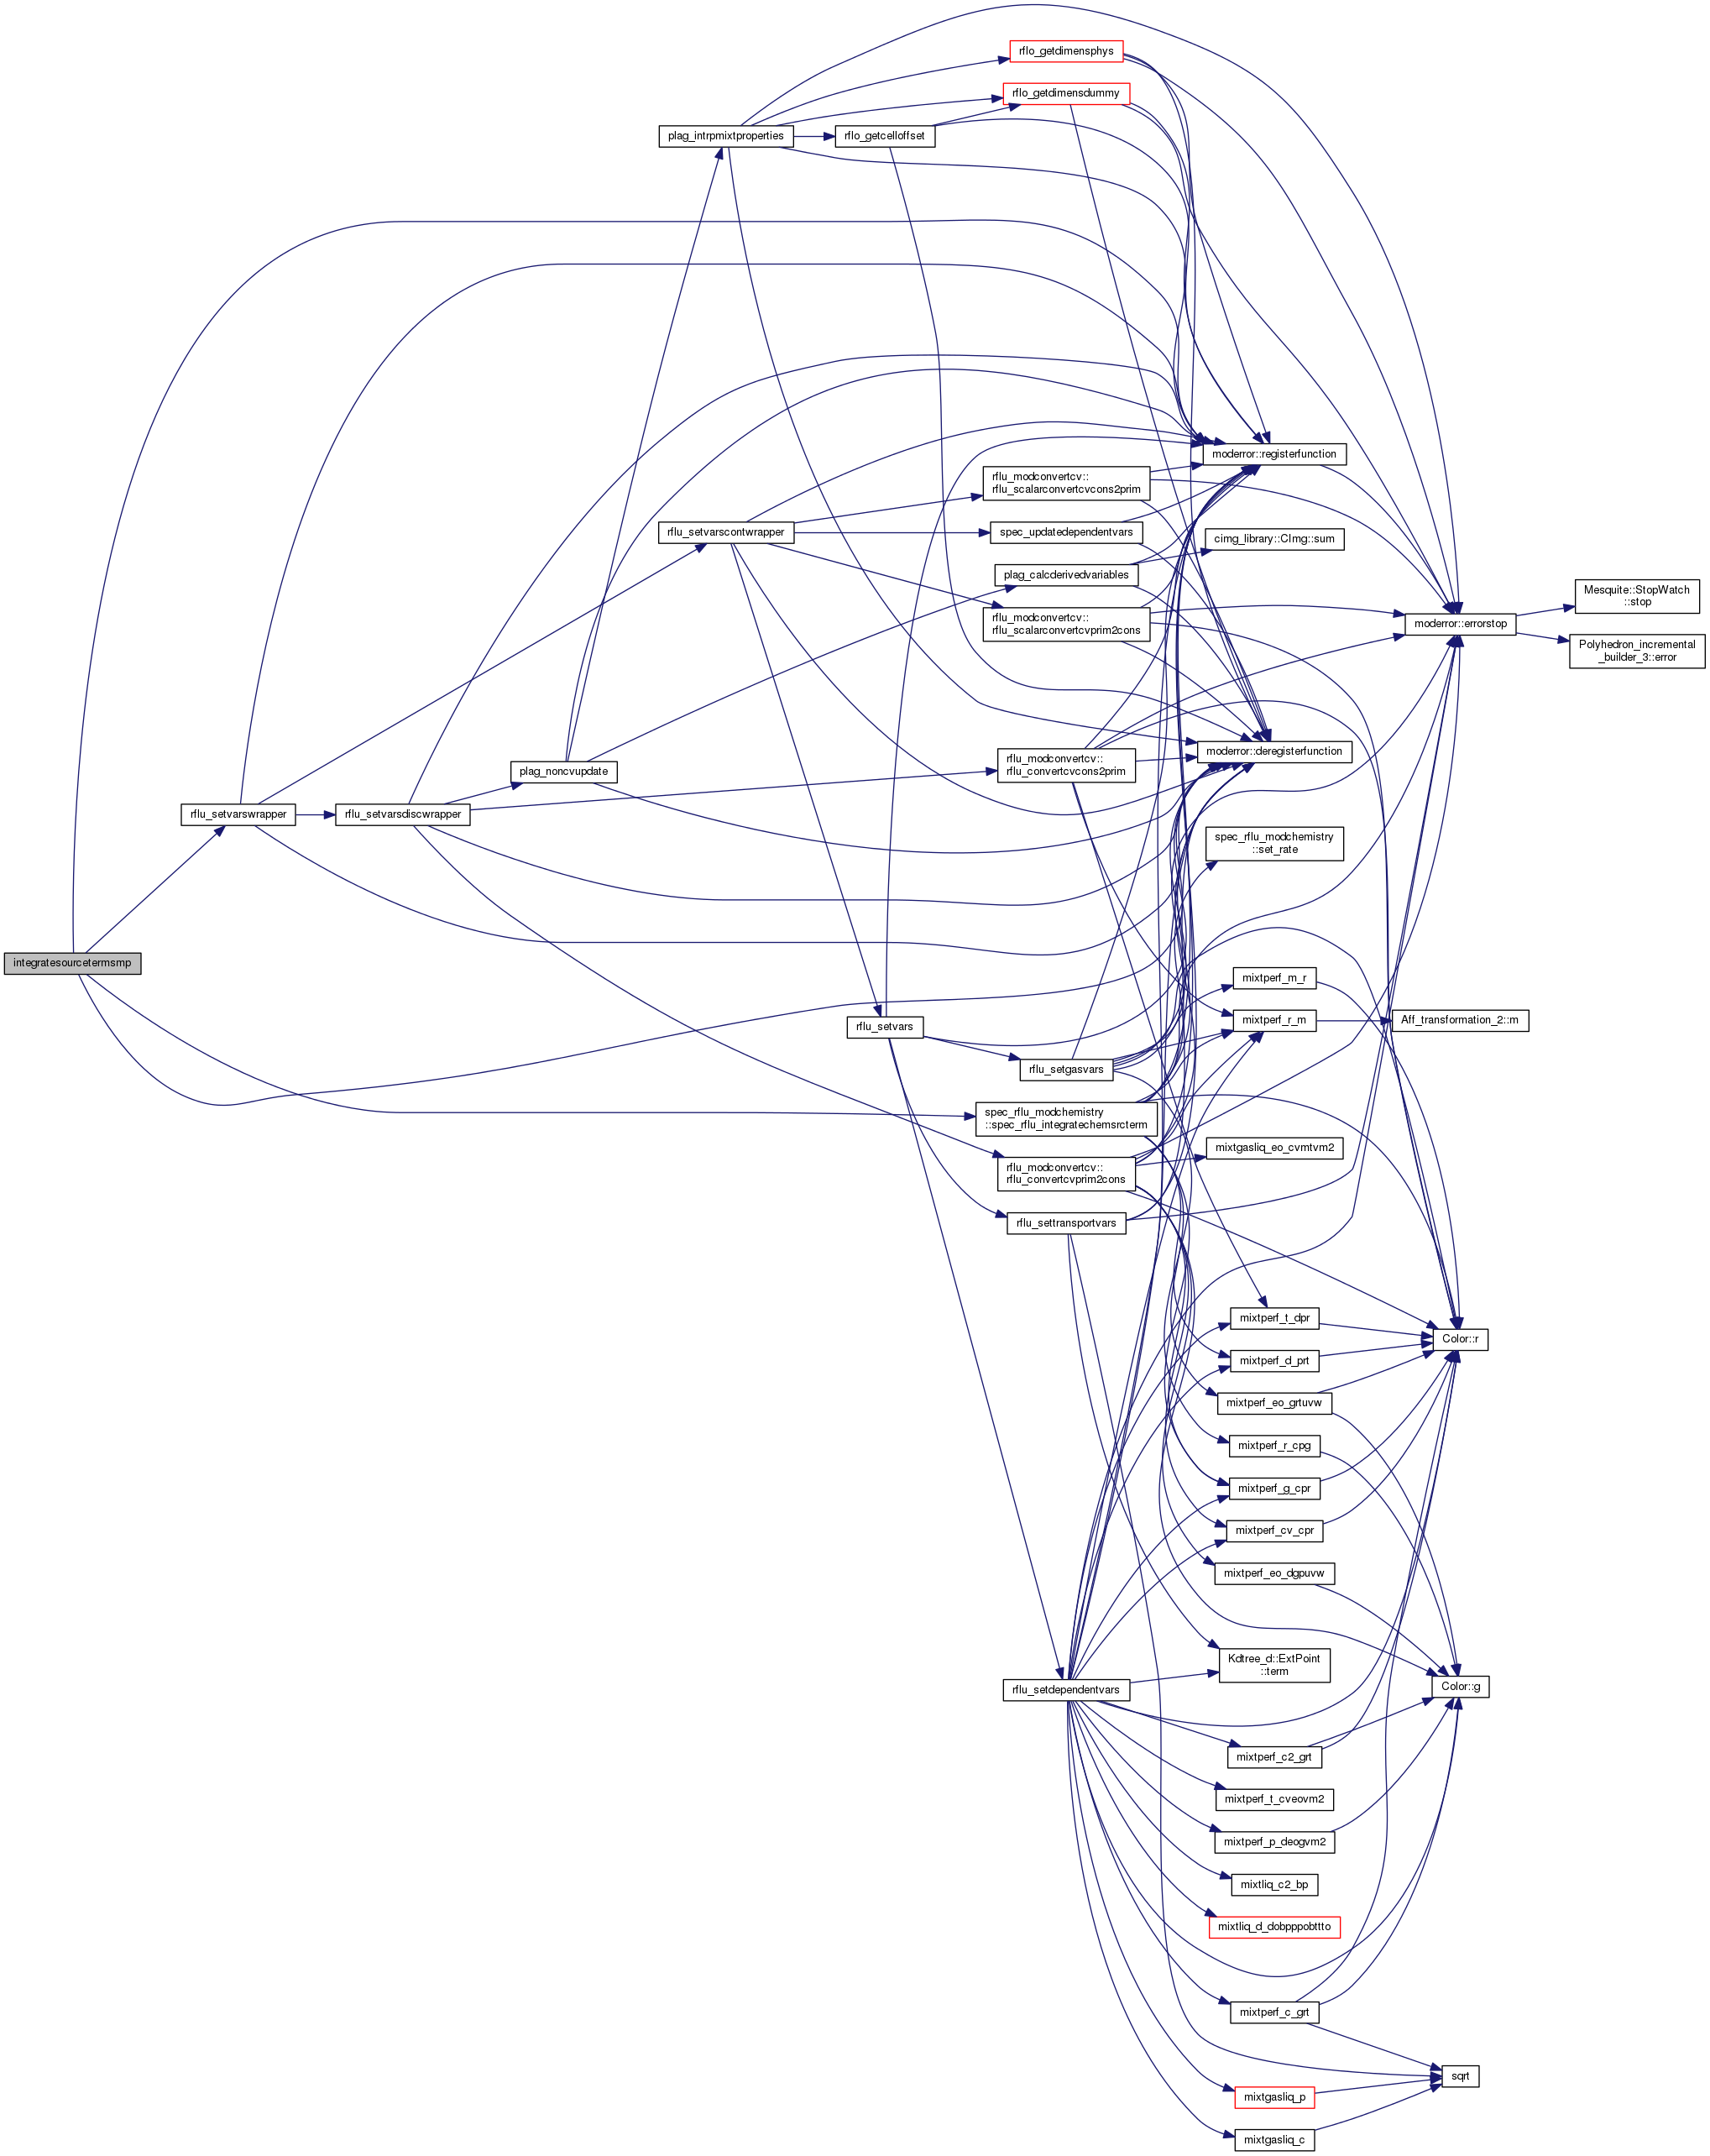 rflo_getdimensphys
rflo_getdimensdummy
plag_intrpmixtproperties
rflo_getcelloffset
moderror::registerfunction
rflu_modconvertcv::
rflu_scalarconvertcvcons2prim
rflu_setvarscontwrapper
spec_updatedependentvars
cimg_library::CImg::sum
plag_calcderivedvariables
Mesquite::StopWatch
::stop
rflu_modconvertcv::
rflu_scalarconvertcvprim2cons
moderror::errorstop
Polyhedron_incremental
_builder_3::error
moderror::deregisterfunction
rflu_modconvertcv::
rflu_convertcvcons2prim
plag_noncvupdate
rflu_setvarswrapper
rflu_setvarsdiscwrapper
spec_rflu_modchemistry
::set_rate
integratesourcetermsmp
mixtperf_m_r
rflu_setvars
mixtperf_r_m
Aff_transformation_2::m
rflu_setgasvars
spec_rflu_modchemistry
::spec_rflu_integratechemsrcterm
mixtgasliq_eo_cvmtvm2
rflu_modconvertcv::
rflu_convertcvprim2cons
rflu_settransportvars
mixtperf_t_dpr
Color::r
mixtperf_d_prt
mixtperf_eo_grtuvw
mixtperf_r_cpg
mixtperf_g_cpr
mixtperf_cv_cpr
mixtperf_eo_dgpuvw
Kdtree_d::ExtPoint
::term
rflu_setdependentvars
Color::g
mixtperf_c2_grt
mixtperf_t_cveovm2
mixtperf_p_deogvm2
mixtliq_c2_bp
mixtliq_d_dobpppobttto
mixtperf_c_grt
sqrt
mixtgasliq_p
mixtgasliq_c